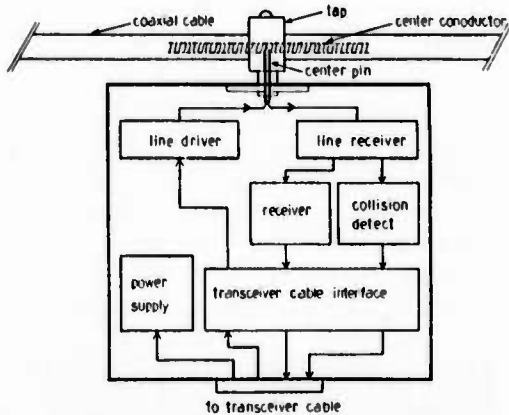 coaxial cable
tap
center conoductor
center pin
line driver
line receiver
receiver
collision
detect
power
supply
transceiver cable interface
to transceiver cable